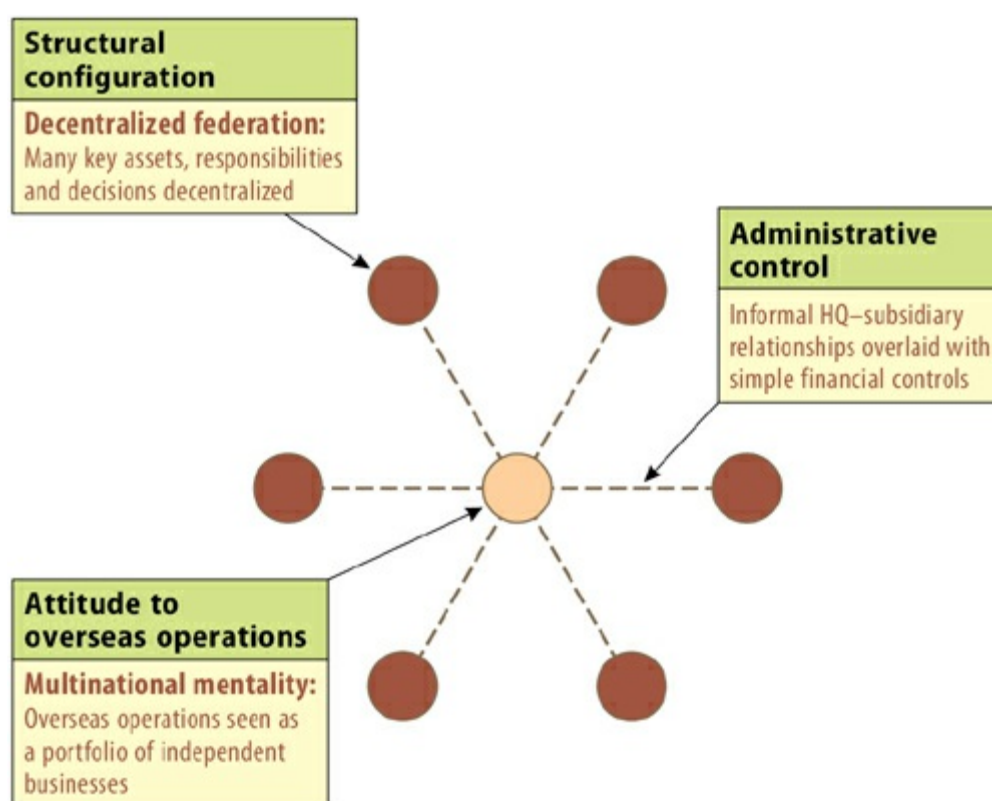 Structural
configuration
Decentralized federation:
Many key assets, responsibilities
and decisions decentralized
Administrative
control
Informal HQ–subsidiary
relationships overlaid with
simple financial controls
Attitude to
overseas operations
Multinational mentality:
Overseas operations seen as
a portfolio of independent
businesses